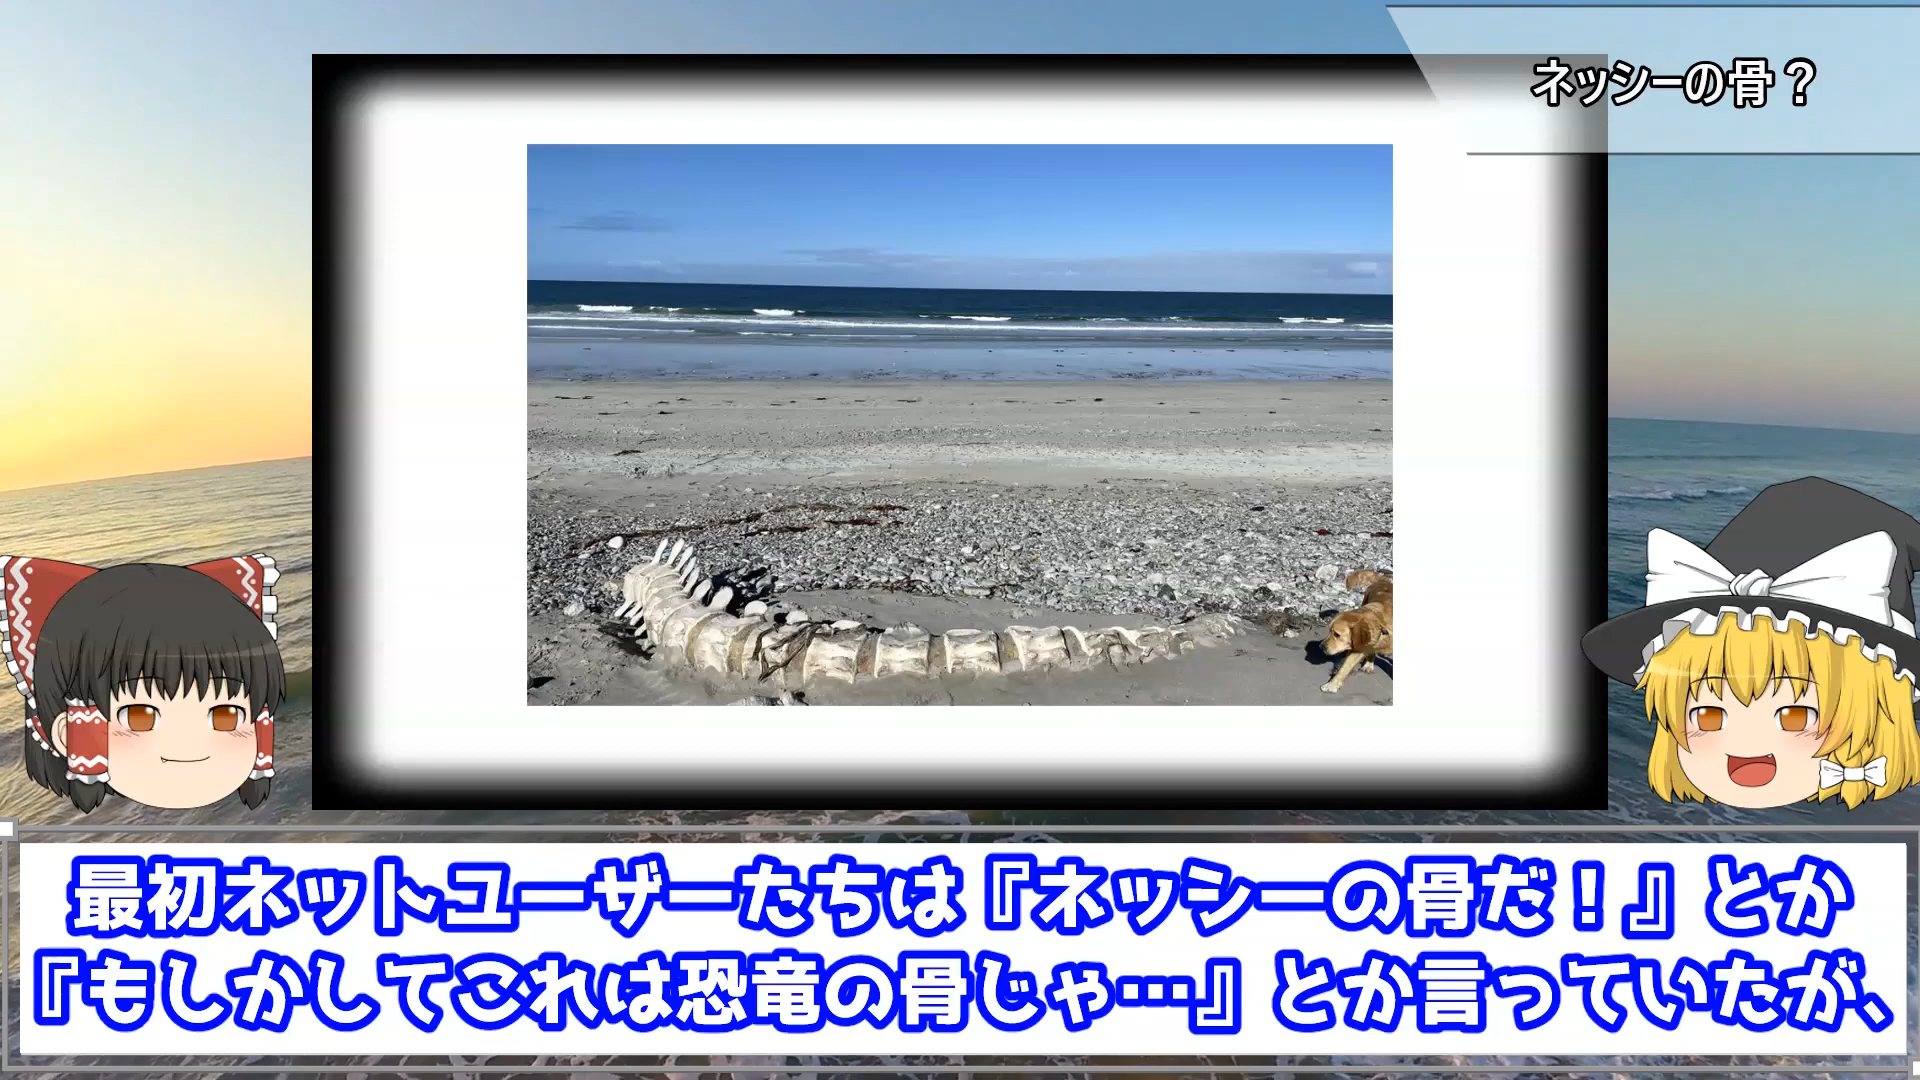 ネッシーの骨？
最初ネットユーザーたちは『ネッシーの骨だ！』とか
『もしかしてこれは恐竜の骨じゃ…』とか言っていたが、